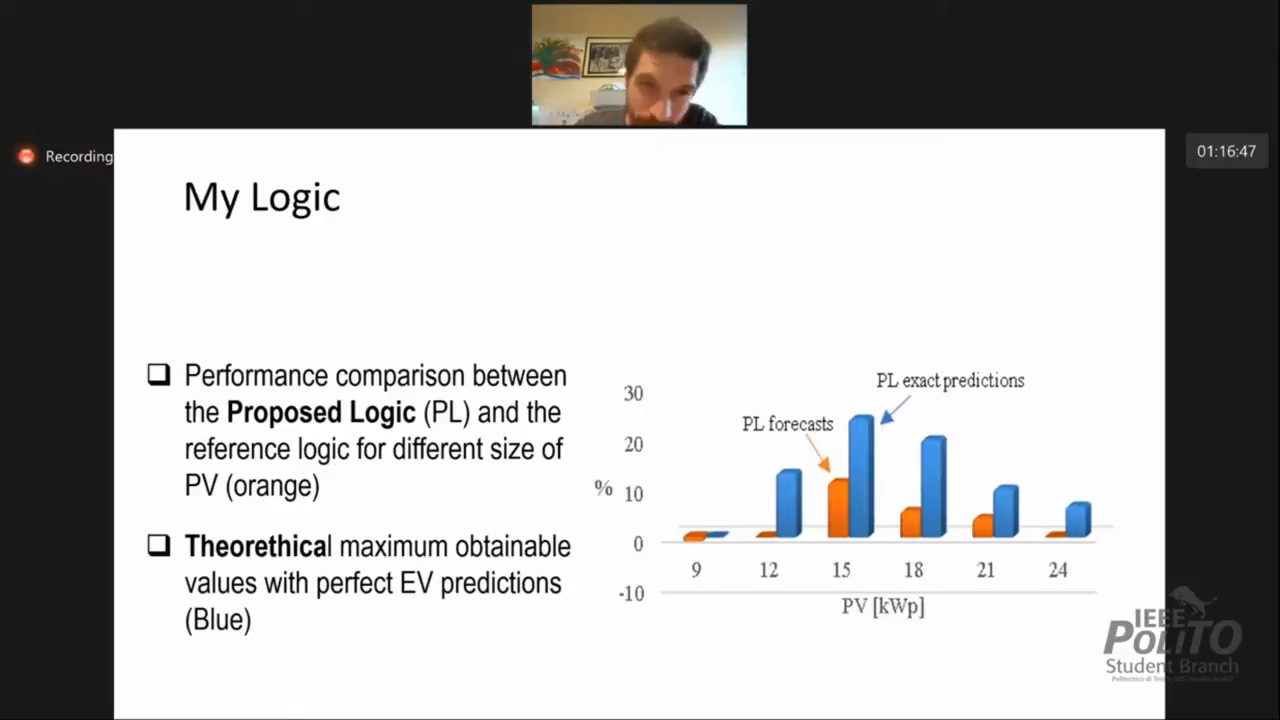 Recording
01:16:47
My Logic
Performance comparison between
the Proposed Logic (PL) and the
reference logic for different size of
PV (orange)
Theorethical maximum obtainable
values with perfect EV predictions
(Blue)
PL exact predictions
PL forecasts
30
20
% 10
0
-10
9 12 15 18 21 24
PV [kWp]
IEEE
POLITO
Student Branch